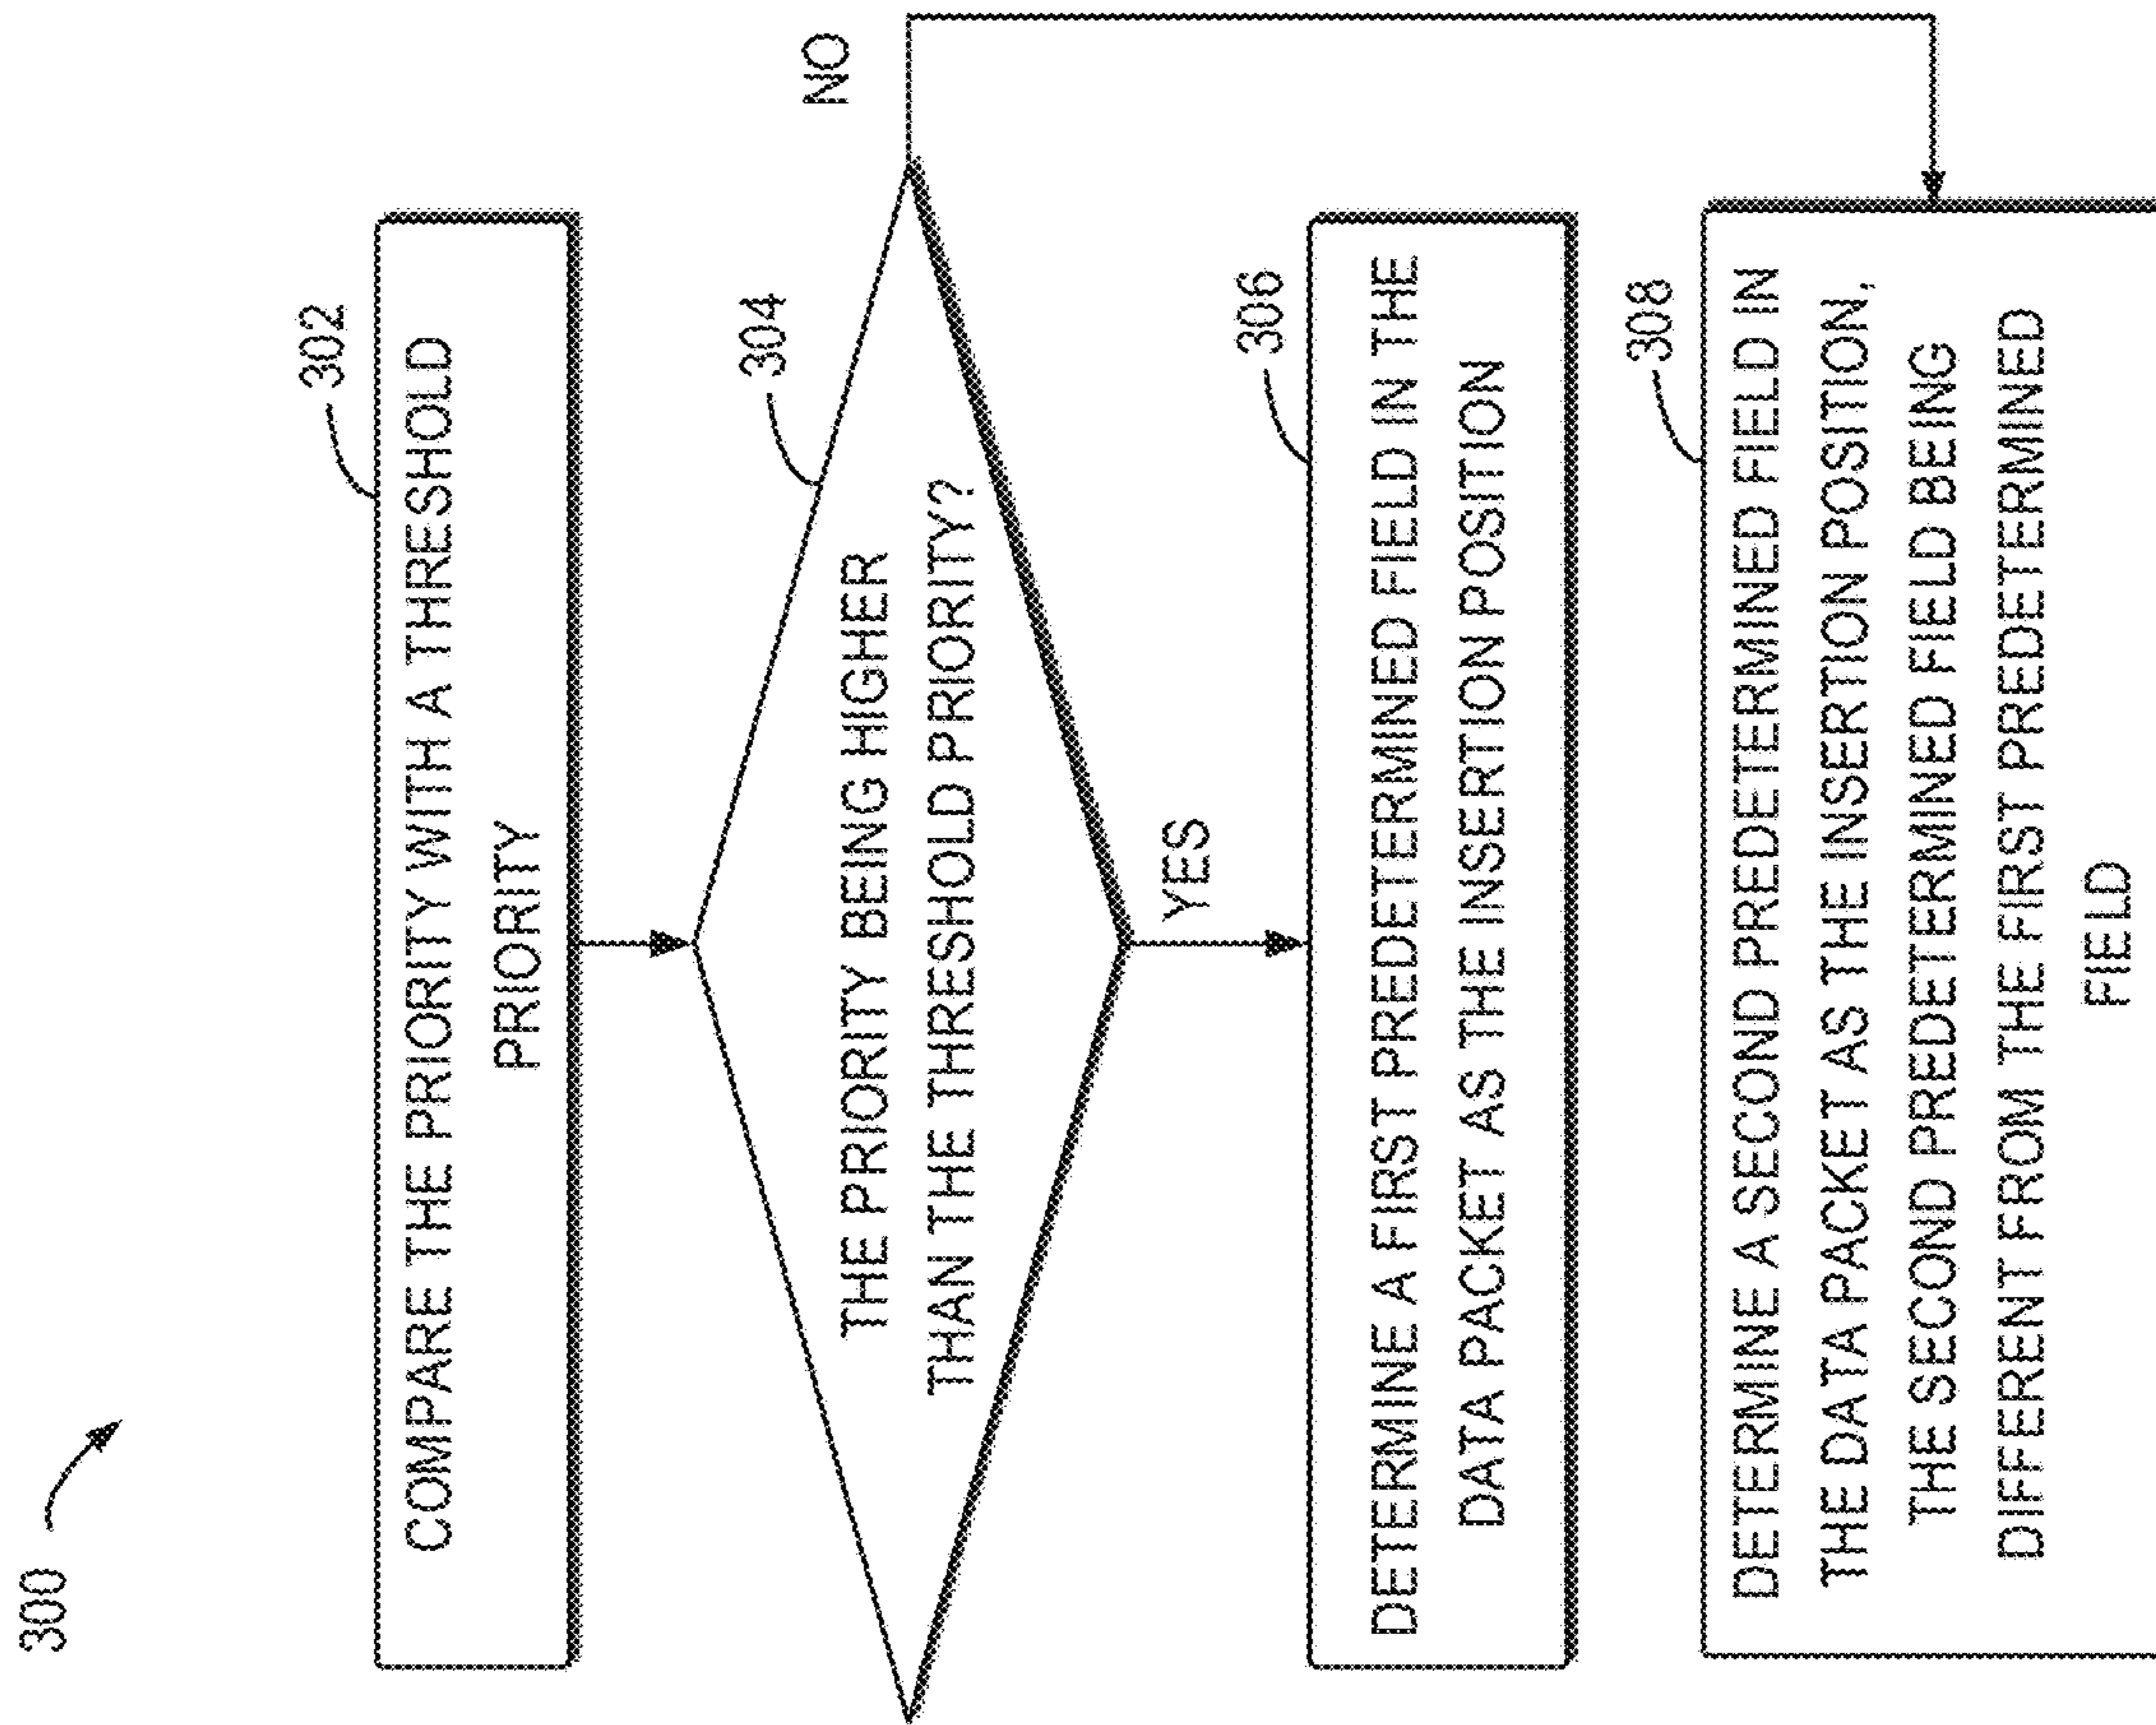 300
302
COMPARE THE PRIORITY WITH A THRESHOLD
PRIORITY
304
THE PRIORITY BEING HIGHER
THAN THE THRESHOLD PRIORITY?
NO
YES
306
DETERMINE A FIRST PREDETERMINED FIELD IN THE
DATA PACKET AS THE INSERTION POSITION
308
DETERMINE A SECOND PREDETERMINED FIELD IN
THE DATA PACKET AS THE INSERTION POSITION,
THE SECOND PREDETERMINED FIELD BEING
DIFFERENT FROM THE FIRST PREDETERMINED
FIELD